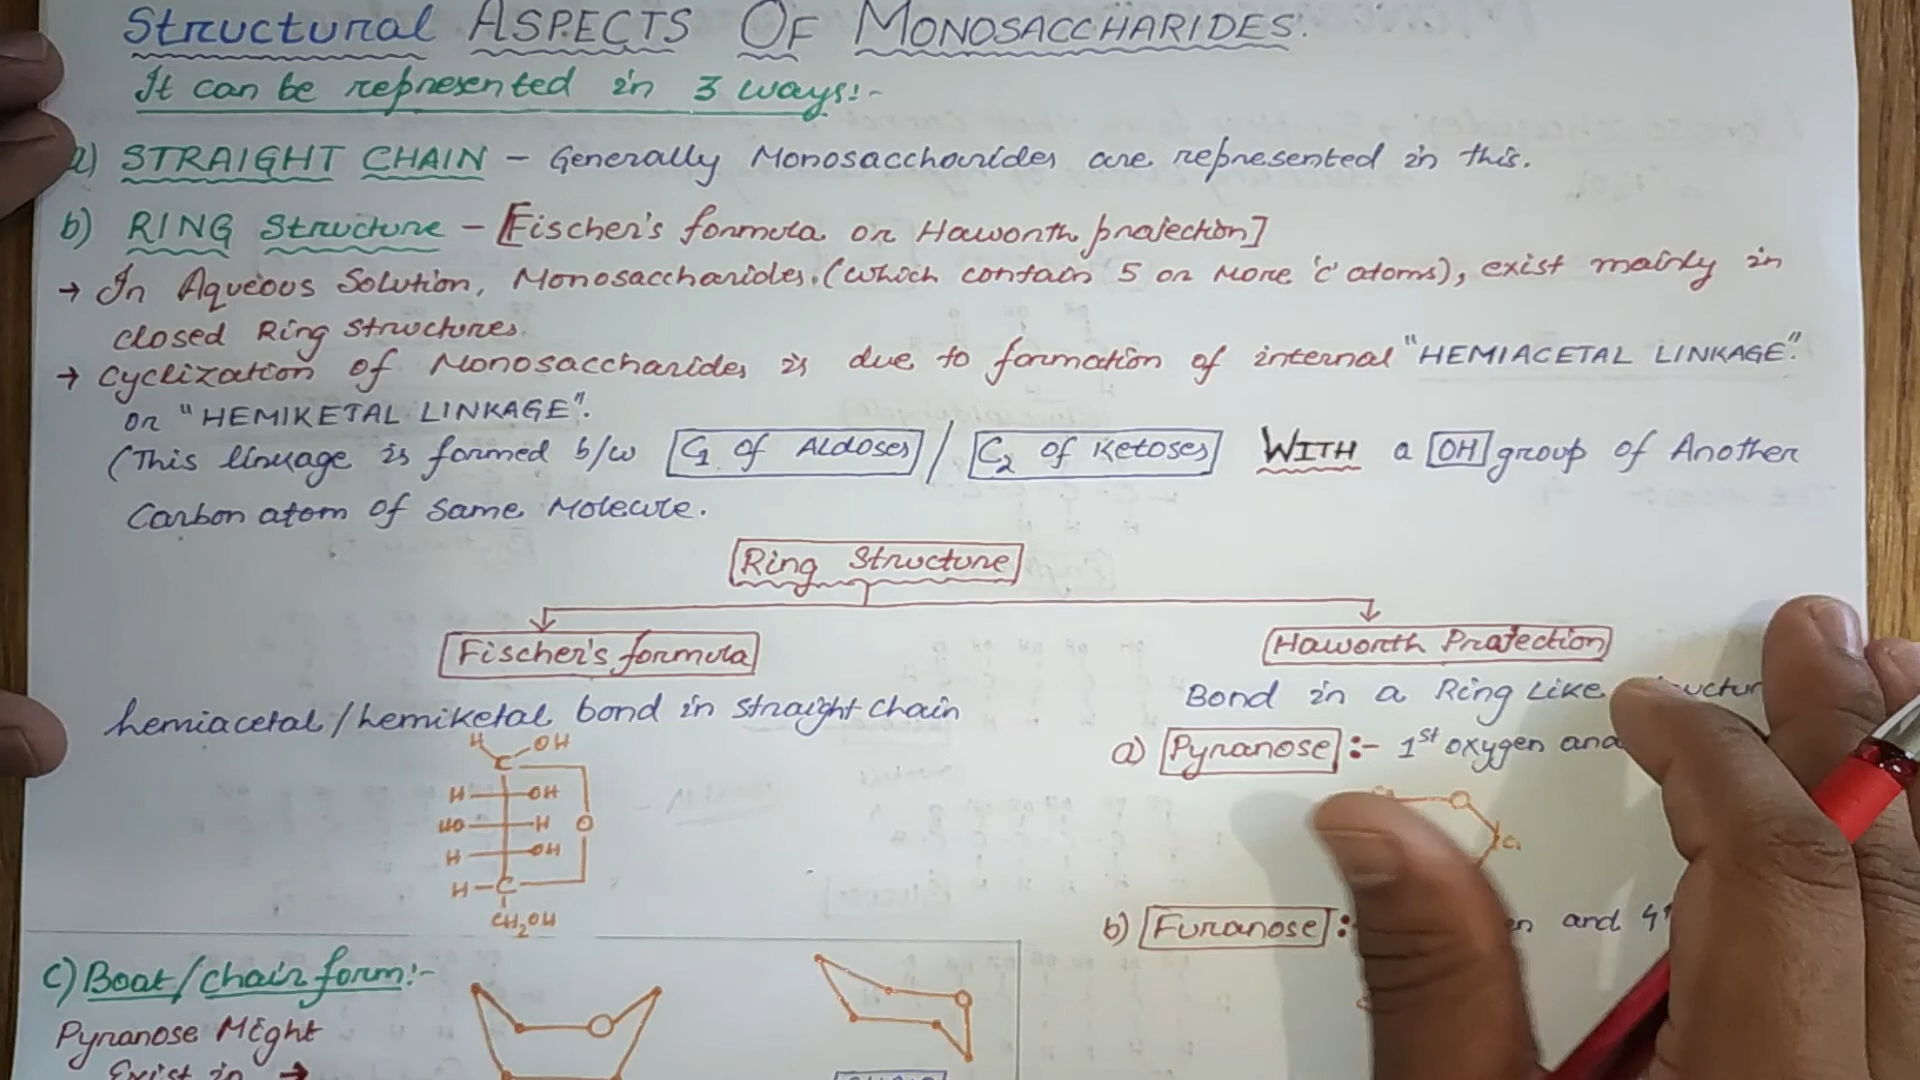 Structural ASPECTS OF MONOSACCHARIDES:
It can be represented in 3 ways:-
a) STRAIGHT CHAIN - Generally Monosaccharides are represented in this.
b) RING Structure - [Fischer's formula or Haworth projection]
→ In Aqueous Solution, Monosaccharides (which contain 5 or more 'c' atoms), exist mainly in
closed Ring structures.
→ Cyclization of Monosaccharides is due to formation of internal "HEMIACETAL LINKAGE".
or "HEMIKETAL LINKAGE".
(This linkage is formed b/w C1 of Aldoses / C2 of Ketoses WITH a OH group of Another
Carbon atom of Same Molecule.
Ring Structure
Fischer's formula
Haworth Projection
hemiacetal/hemiketal bond in straight chain
Bond in a Ring Like
a) Pyranose :- 1st oxygen and
H OH
C
H OH
HO H O
H OH
H-C
CH2OH
C1
b) Furanose : and
c) Boat/chair form:-
Pyranose Might
Exist in →